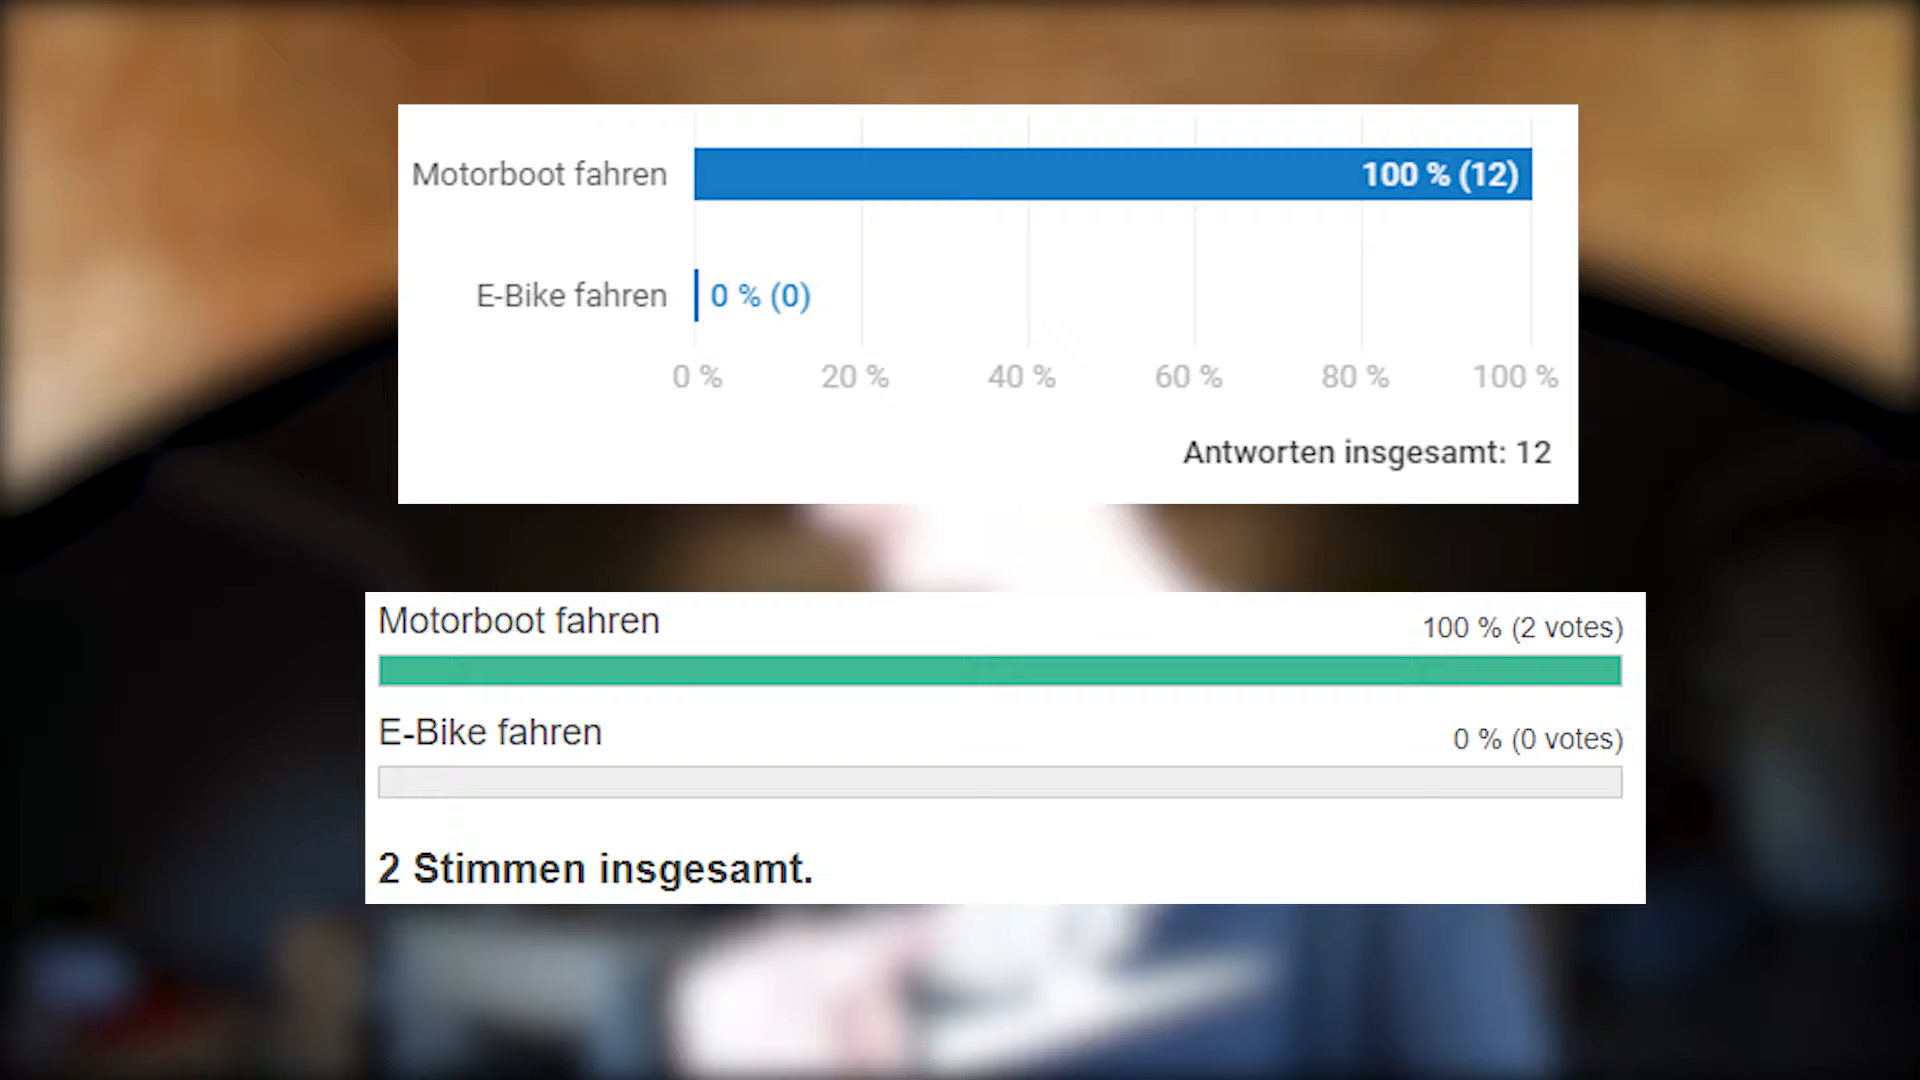 Motorboot fahren 100 % (12)
E-Bike fahren 0 % (0)
0 % 20 % 40 % 60 % 80 % 100 %
Antworten insgesamt: 12
Motorboot fahren 100 % (2 votes)
E-Bike fahren 0 % (0 votes)
2 Stimmen insgesamt.